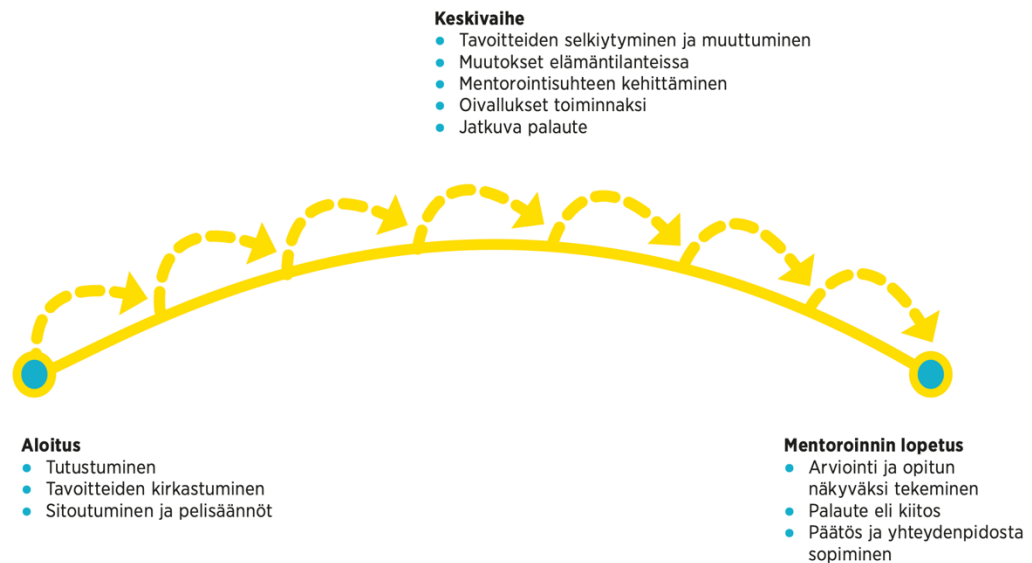 Keskivaihe
Tavoitteiden selkiytyminen ja muuttuminen
Muutokset elämäntilanteissa
Mentorointisuhteen kehittäminen
Oivallukset toiminnaksi
Jatkuva palaute
Aloitus
Tutustuminen
Tavoitteiden kirkastuminen
Sitoutuminen ja pelisäännöt
Mentoroinnin lopetus
Arviointi ja opitun
näkyväksi tekeminen
Palaute eli kiitos
Päätös ja yhteydenpidosta
sopiminen